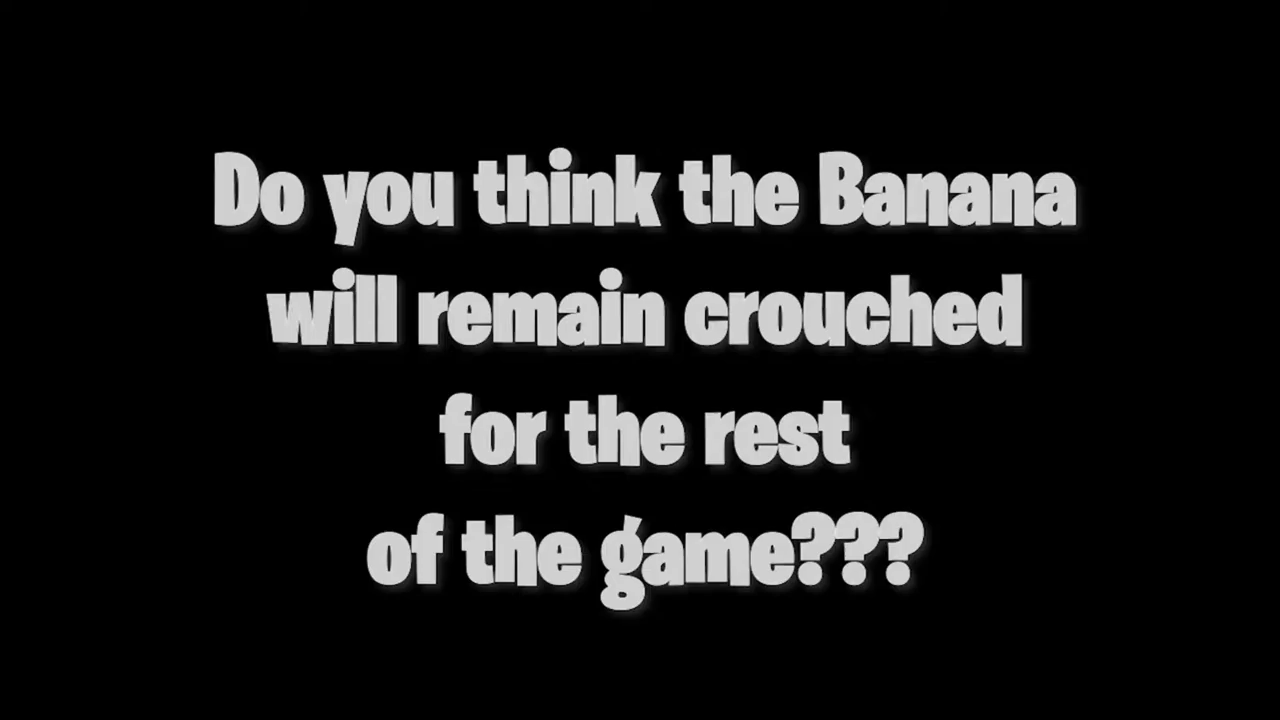 Do you think the Banana
will remain crouched
for the rest
of the game???